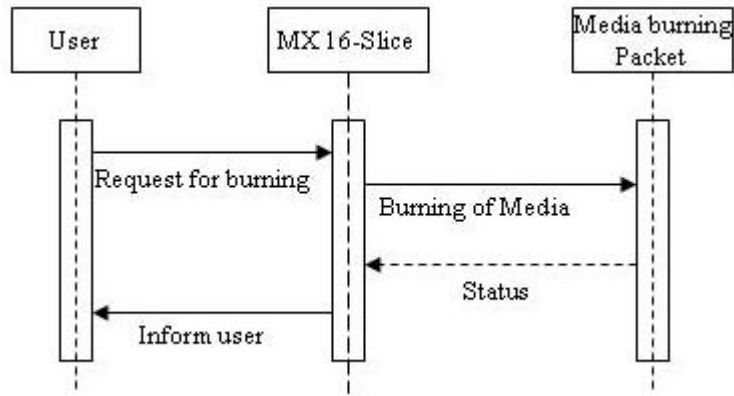 User
MX 16-Slice
Media burning
Packet
Request for burning
Burning of Media
Status
Inform user